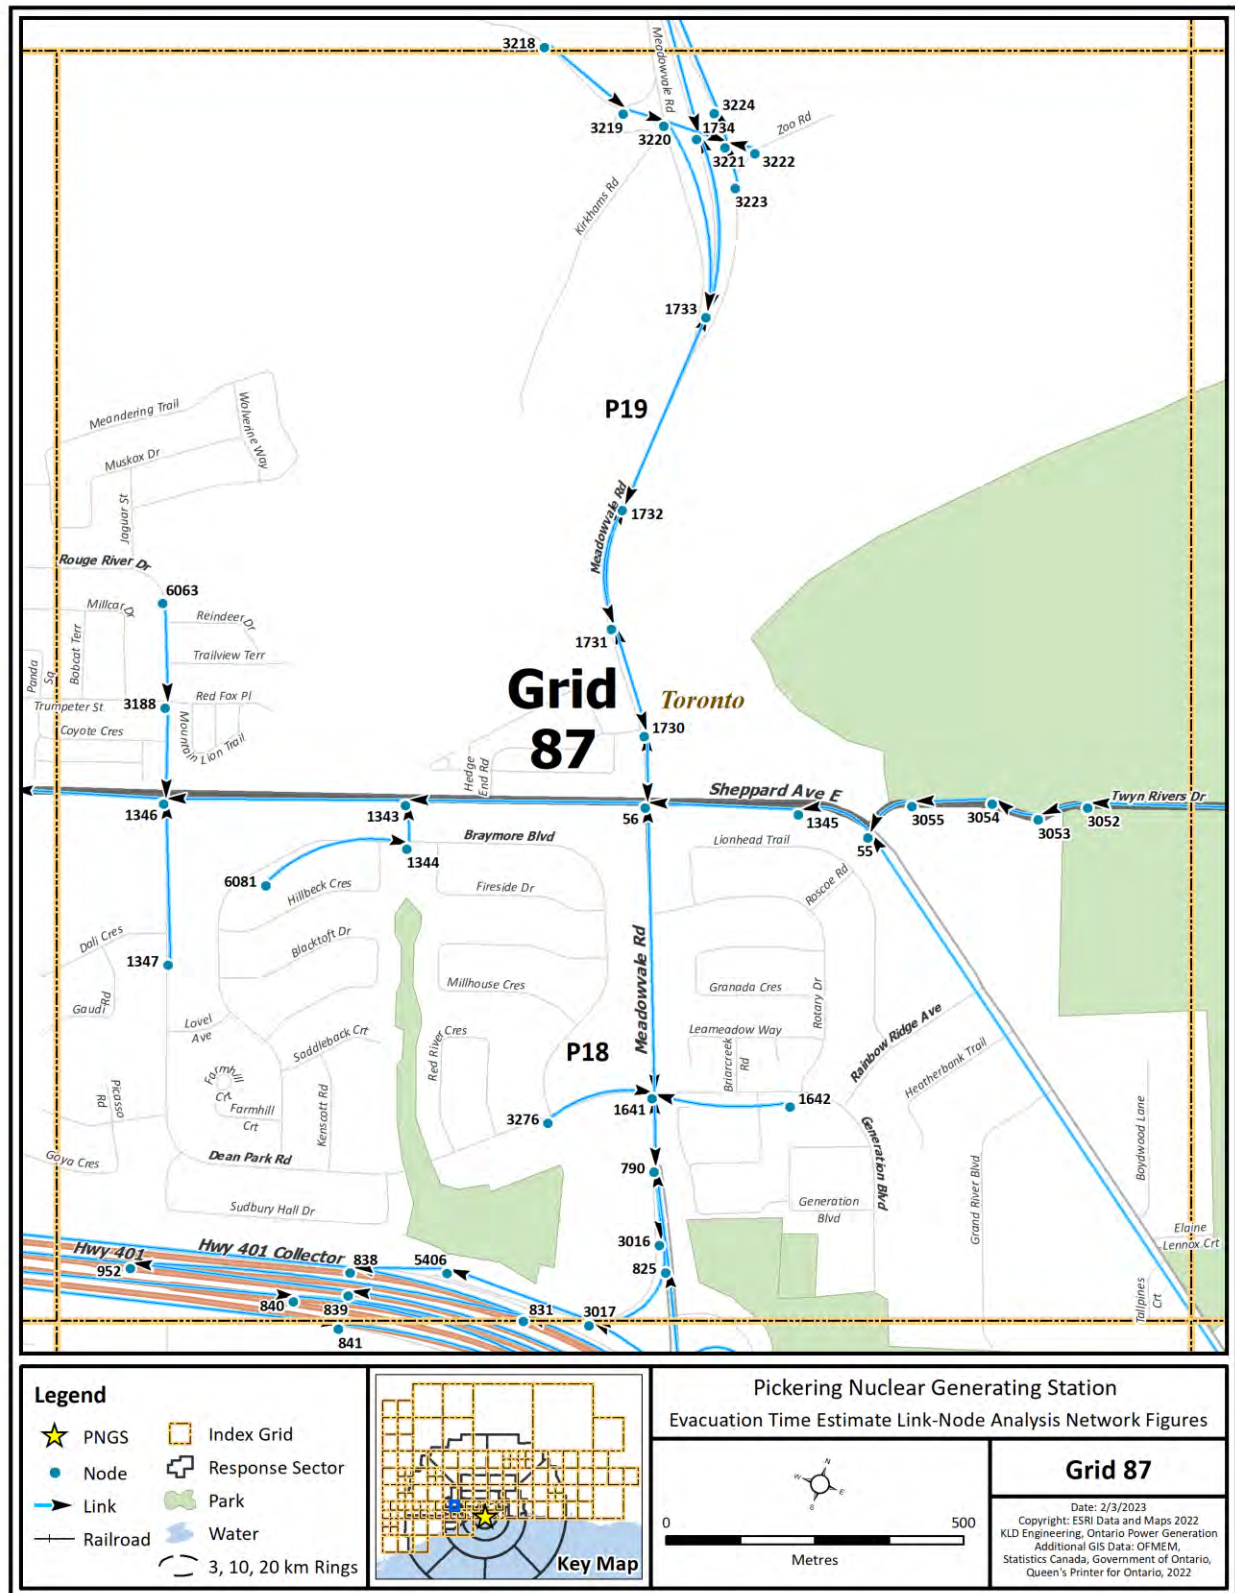 3218
Meadowvale Rd
3224
3219
3220
1734
Zoo Rd
3221
3222
3223
Kirkhams Rd
1733
P19
Meandering Trail
Wolverine Way
Muskox Dr
Jaguar St
1732
Meadowvale Rd
Rouge River Dr
6063
Millcar Dr
Reindeer Dr
1731
Bobcat Terr
Trailview Terr
Panda
Sq
Grid
87
Toronto
Red Fox Pl
3188
Trumpeter St
Coyote Cres
Mountain Lion Trail
1730
Hedge
End Rd
Sheppard Ave E
Twyn Rivers Dr
1346
1343
56
1345
3055
3054
3053
3052
Braymore Blvd
Lionhead Trail
55
1344
6081
Hillbeck Cres
Fireside Dr
Roscoe Rd
Dali Cres
Blacktoft Dr
1347
Meadowvale Rd
Millhouse Cres
Granada Cres
Rotary Dr
Gaudi Rd
Lovel
Ave
Saddleback Crt
Red River Cres
P18
Leameadow Way
Rainbow Ridge Ave
Briarcreek
Rd
Heatherbank Trail
Farmhill
Crt
Picasso
Rd
Farmhill
Crt
Kenscott Rd
3276
1641
1642
Boydwood Lane
Goya Cres
Dean Park Rd
790
Generation Blvd
Grand River Blvd
Sudbury Hall Dr
Generation
Blvd
Elaine
Lennox Crt
Hwy 401
Hwy 401 Collector
3016
952
838
5406
825
Tallpines
Crt
840
839
831
3017
841
Legend
PNGS
Node
Link
Railroad
Index Grid
Response Sector
Park
Water
3, 10, 20 km Rings
Key Map
Pickering Nuclear Generating Station
Evacuation Time Estimate Link-Node Analysis Network Figures
N
W
E
S
0
500
Metres
Grid 87
Date: 2/3/2023
Copyright: ESRI Data and Maps 2022
KLD Engineering, Ontario Power Generation
Additional GIS Data: OFMEM,
Statistics Canada, Government of Ontario,
Queen's Printer for Ontario, 2022